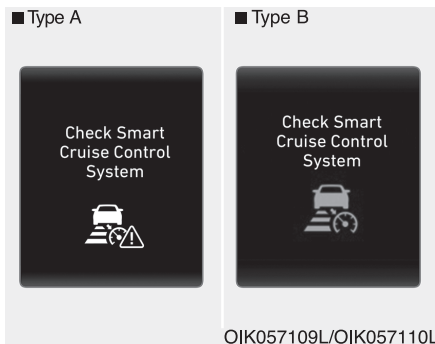 ■ Type A
■ Type B
Check Smart
Cruise Control
System
Check Smart
Cruise Control
System
OIK057109L/OIK057110L